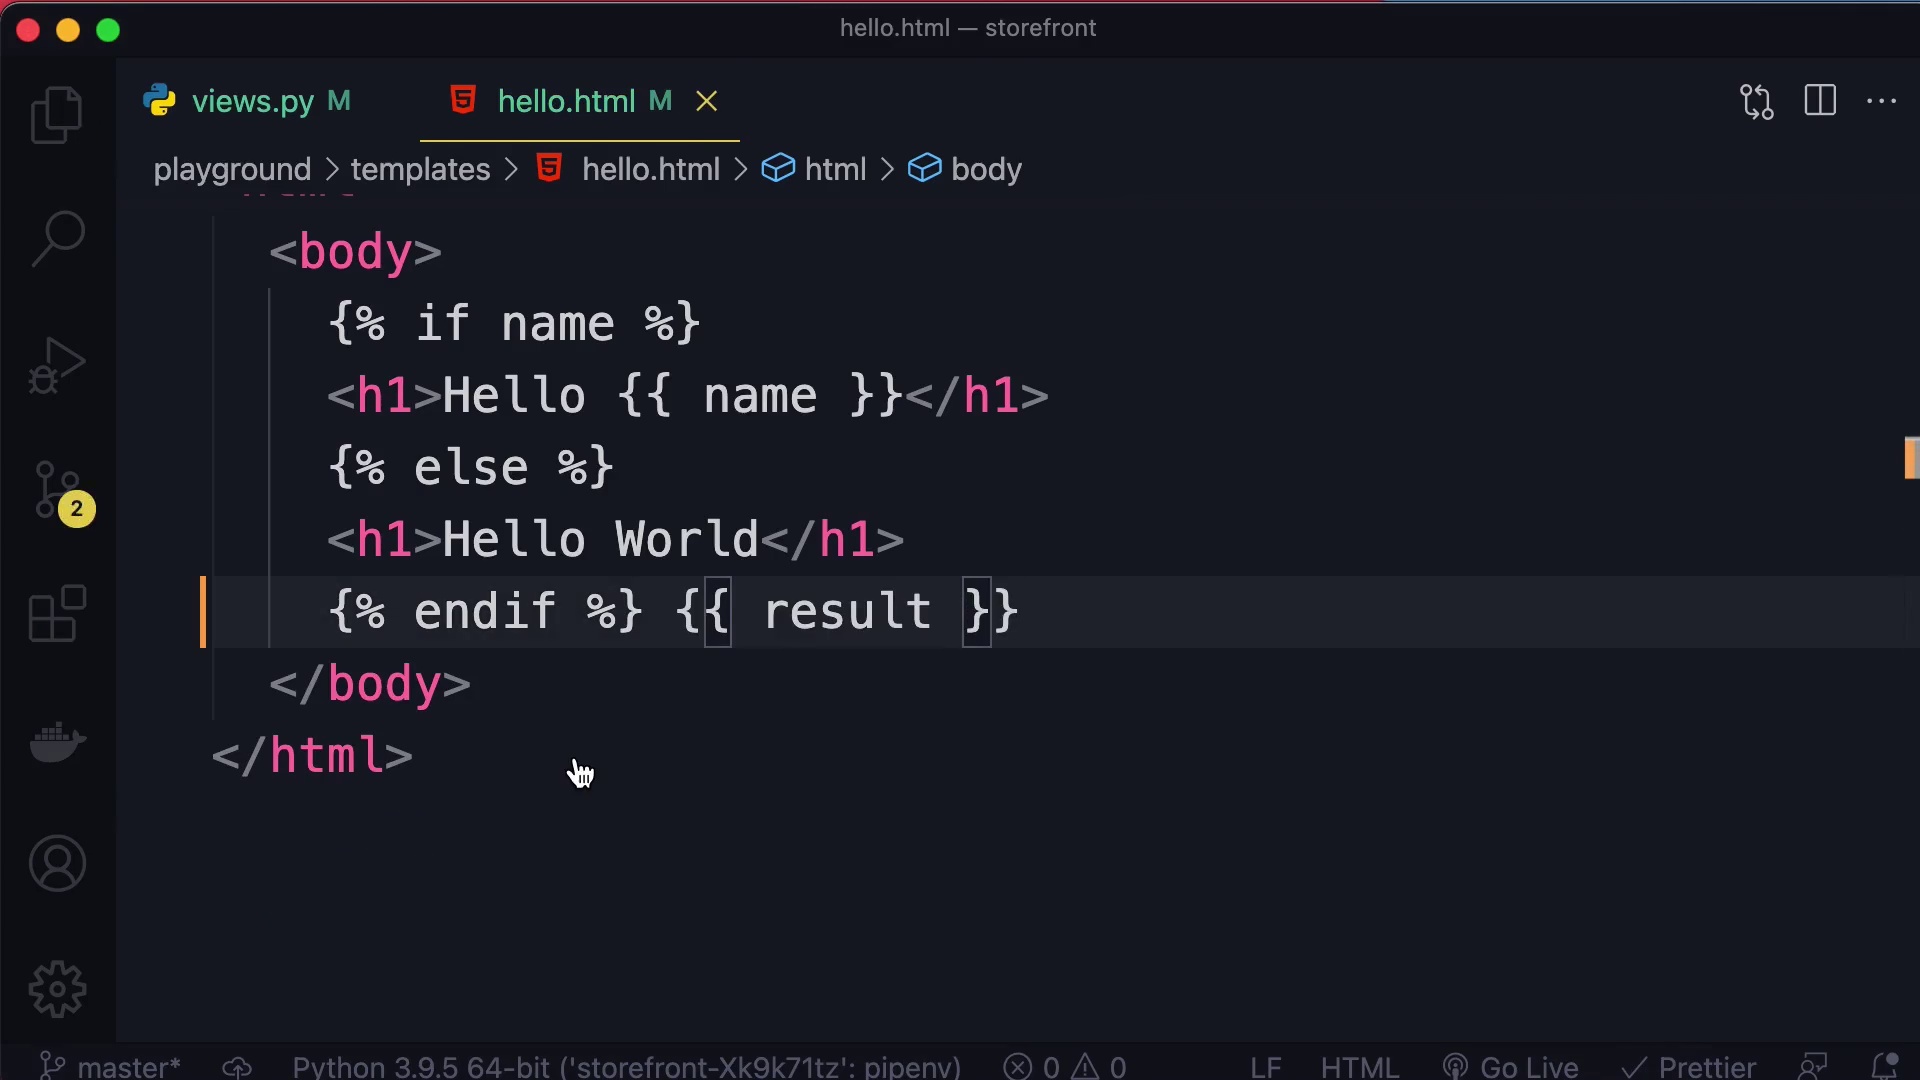 hello.html — storefront
views.py M hello.html M
playground > templates > hello.html > html > body
<body>
{% if name %}
<h1>Hello {{ name }}</h1>
{% else %}
<h1>Hello World</h1>
{% endif %} {{ result }}
</body>
</html>
2
master* Python 3.9.5 64-bit ('storefront-Xk9k71tz': pipenv) 0 0 LF HTML Go Live Prettier